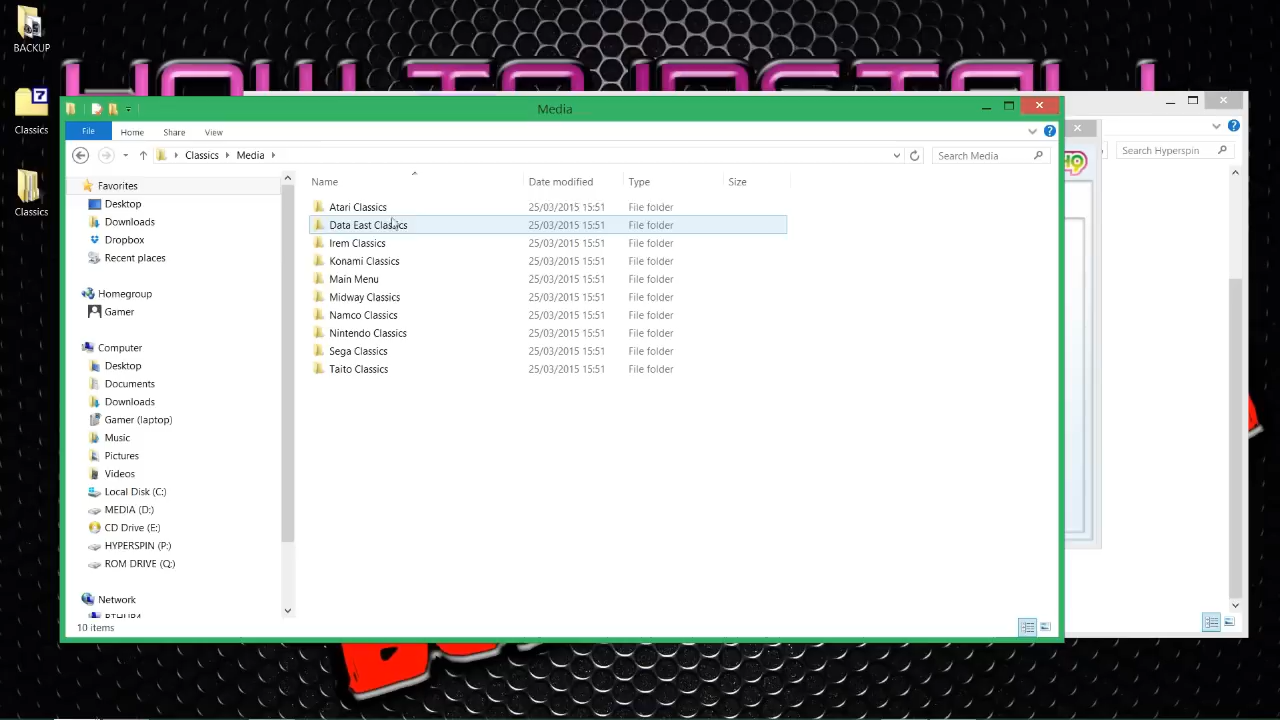 BACKUP
Classics
Classics
HOW TO INSTALL
Media
File Home Share View
Classics Media
Search Media
Search Hyperspin
HQ
Name Date modified Type Size
Favorites
Desktop
Downloads
Dropbox
Recent places
Homegroup
Gamer
Computer
Desktop
Documents
Downloads
Gamer (laptop)
Music
Pictures
Videos
Local Disk (C:)
MEDIA (D:)
CD Drive (E:)
HYPERSPIN (P:)
ROM DRIVE (Q:)
Network
BTHUB4
Atari Classics 25/03/2015 15:51 File folder
Data East Classics 25/03/2015 15:51 File folder
Irem Classics 25/03/2015 15:51 File folder
Konami Classics 25/03/2015 15:51 File folder
Main Menu 25/03/2015 15:51 File folder
Midway Classics 25/03/2015 15:51 File folder
Namco Classics 25/03/2015 15:51 File folder
Nintendo Classics 25/03/2015 15:51 File folder
Sega Classics 25/03/2015 15:51 File folder
Taito Classics 25/03/2015 15:51 File folder
10 items